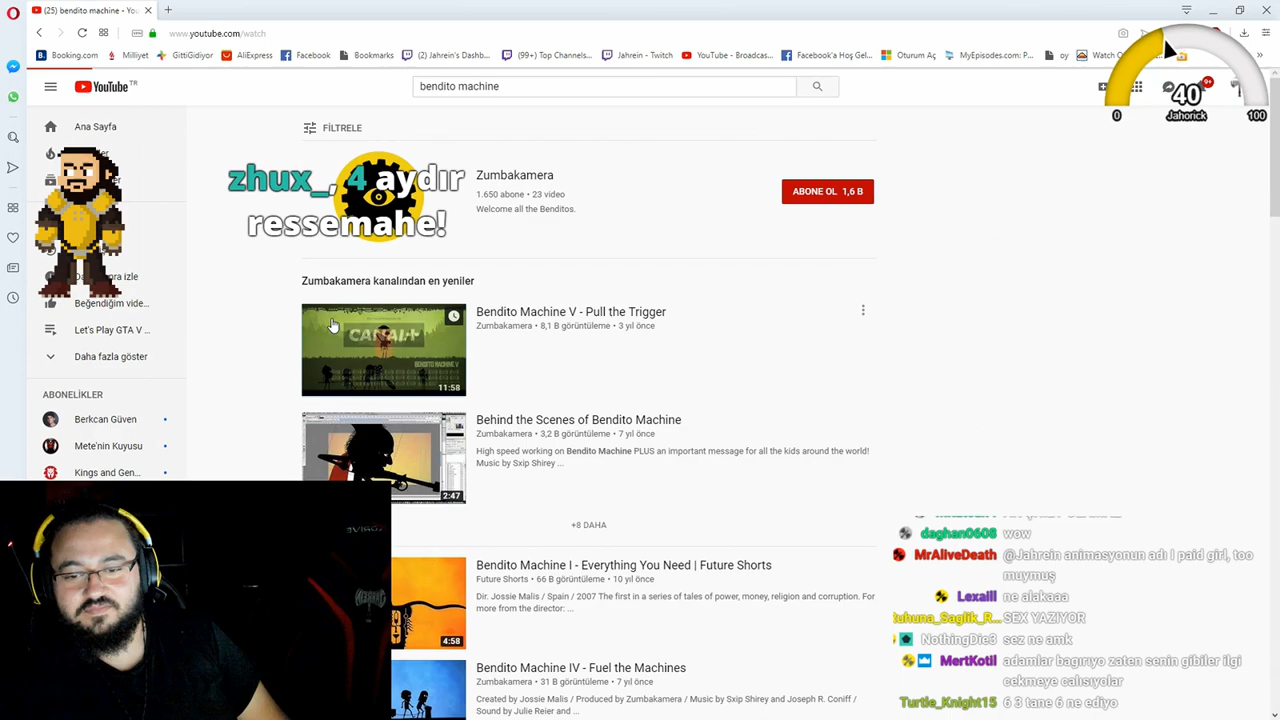 (25) bendito machine - You
www.youtube.com/watch
Booking.com
Milliyet
GittiGidiyor
AliExpress
Facebook
Bookmarks
(2) Jahrein's Dashb...
(99+) Top Channels...
Jahrein - Twitch
YouTube - Broadcas...
Facebook'a Hoş Gel...
Oturum Aç
MyEpisodes.com: P...
oy
Watch O
YouTube TR
bendito machine
9+
40
Jahorick
0
100
Ana Sayfa
FİLTRELE
zhux_, 4 aydır
ressemahe!
Zumbakamera
1.650 abone • 23 video
Welcome all the Benditos.
ABONE OL 1,6 B
izle
Beğendiğim vide...
Let's Play GTA V ...
Daha fazla göster
ABONELİKLER
Berkcan Güven
Mete'nin Kuyusu
Kings and Gen...
Zumbakamera kanalından en yeniler
CANAL+
BENDITO MACHINE V
11:58
Bendito Machine V - Pull the Trigger
Zumbakamera • 8,1 B görüntüleme • 3 yıl önce
2:47
Behind the Scenes of Bendito Machine
Zumbakamera • 3,2 B görüntüleme • 7 yıl önce
High speed working on Bendito Machine PLUS an important message for all the kids around the world!
Music by Sxip Shirey ...
+8 DAHA
4:58
Bendito Machine I - Everything You Need | Future Shorts
Future Shorts • 66 B görüntüleme • 10 yıl önce
Dir. Jossie Malis / Spain / 2007 The first in a series of tales of power, money, religion and corruption. For
more from the director: ...
Bendito Machine IV - Fuel the Machines
Zumbakamera • 31 B görüntüleme • 7 yıl önce
Created by Jossie Malis / Produced by Zumbakamera / Music by Sxip Shirey and Joseph R. Coniff /
Sound by Julie Reier and ...
daghan0608 wow
MrAliveDeath @Jahrein animasyonun adı I paid girl, too
muymuş
Lexaill ne alakaaa
SEX YAZIYOR
NothingDie3 sez ne amk
MertKotil adamlar bagırıyo zaten senin gibiler ilgi
cekmeye calısıyolar
Turtle_Knight15 6 3 tane 6 ne ediyo